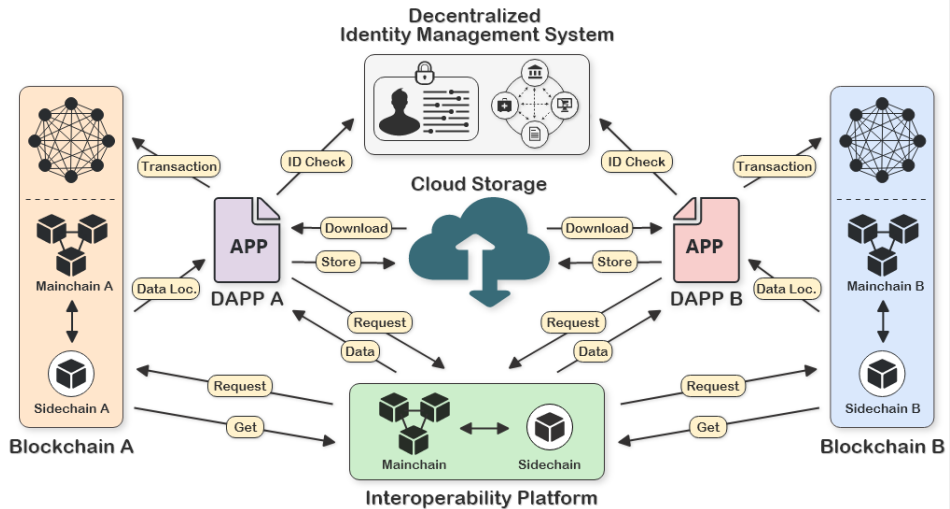 Decentralized
Identity Management System
Transaction
ID Check
ID Check
Transaction
Cloud Storage
APP
Download
Download
APP
Store
Store
Mainchain A
Data Loc.
DAPP A
DAPP B
Data Loc.
Mainchain B
Request
Request
Data
Data
Sidechain A
Request
Request
Sidechain B
Get
Get
Blockchain A
Mainchain
Sidechain
Blockchain B
Interoperability Platform